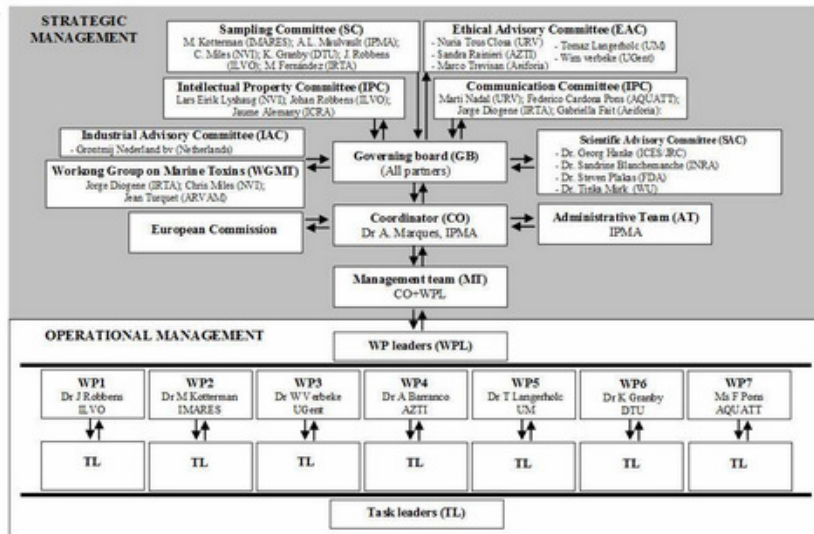 STRATEGIC
MANAGEMENT
Sampling Committee (SC)
M. Kotterman (IMARES); A.L. Maulvault (IPMA);
C. Miles (NVI); K. Granby (DTU); J. Robbens
(ILVO); M. Fernández (IRTA)
Ethical Advisory Committee (EAC)
- Nuria Tous Closa (URV)
- Sandra Rainieri (AZTI)
- Marco Trevisan (Aeiforia)
- Tomaz Langerholc (UM)
- Wim verbeke (UGent)
Intellectual Property Committee (IPC)
Lars Eirik Lyshaug (NVI); Johan Robbens (ILVO);
Jaume Alemany (ICRA)
Communication Committee (IPC)
Marti Nadal (URV); Federico Cardona Pons (AQUATT);
Jorge Diogene (IRTA); Gabriella Fait (Aeiforia):
Industrial Advisory Committee (IAC)
- Grontmij Nederland bv (Netherlands)
Governing board (GB)
(All partners)
Scientific Advisory Committee (SAC)
- Dr. Georg Hanke (ICES/JRC)
- Dr. Sandrine Blanchemanche (INRA)
- Dr. Steven Plakas (FDA)
- Dr. Tinka Murk (WU)
Workong Group on Marine Toxins (WGMT)
Jorge Diogene (IRTA); Chris Miles (NVI);
Jean Turquet (ARVAM)
European Commission
Coordinator (CO)
Dr A. Marques, IPMA
Administrative Team (AT)
IPMA
Management team (MT)
CO+WPL
OPERATIONAL MANAGEMENT
WP leaders (WPL)
WP1
Dr J Robbens
ILVO
WP2
Dr M Kotterman
IMARES
WP3
Dr W Verbeke
UGent
WP4
Dr A Barranco
AZTI
WP5
Dr T Langerholc
UM
WP6
Dr K Granby
DTU
WP7
Ms F Pons
AQUATT
TL
TL
TL
TL
TL
TL
TL
Task leaders (TL)